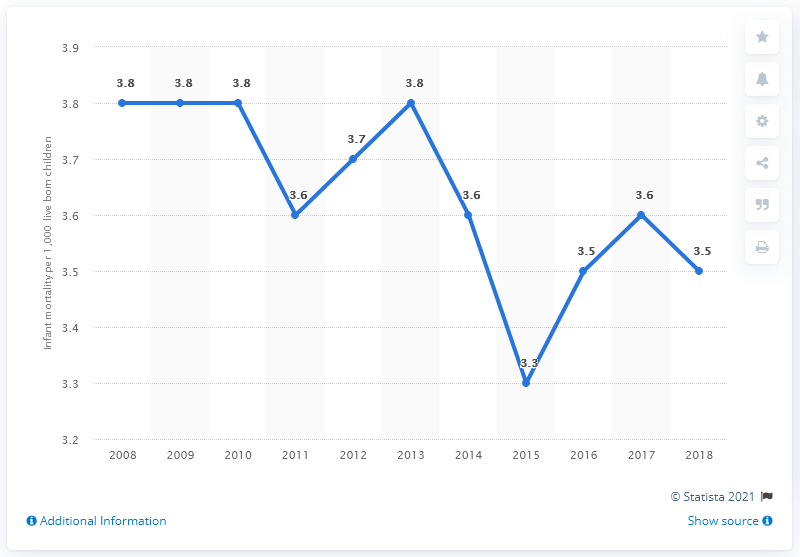 3.9
3.8
3.7
3.6
3.5
3.4
3.3
3.2
Infant mortality per 1,000 live born children
3.8 3.8 3.8 3.6 3.7 3.8 3.6 3.3 3.5 3.6 3.5
2008 2009 2010 2011 2012 2013 2014 2015 2016 2017 2018
© Statista 2021
Additional Information Show source